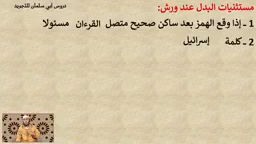 دروس أبي سلمان للتجويد
مستثنيات البدل عند ورش:
1 ـ إذا وقع الهمز بعد ساكن صحيح متصل القرءان مسئولا
2 ـ كلمة إسرائيل